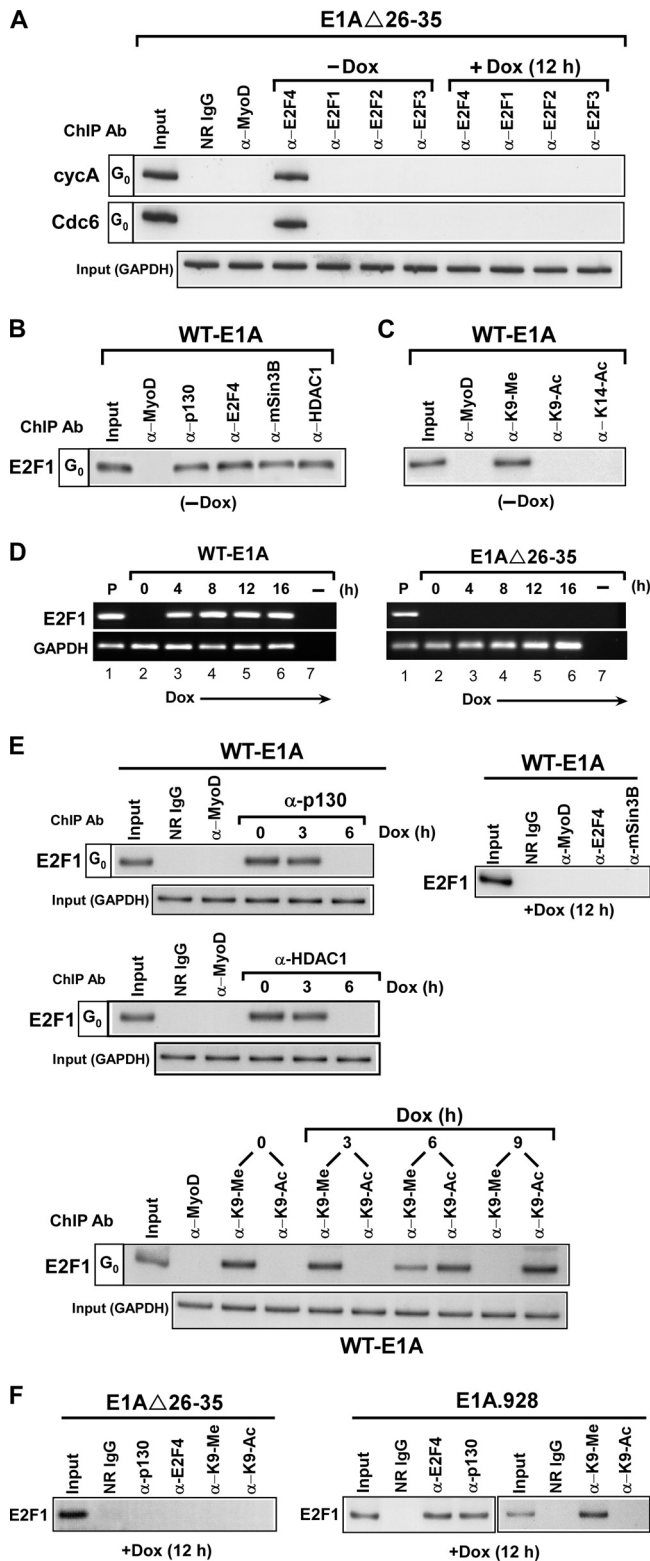 A
E1A△26-35
–Dox
+ Dox (12 h)
ChIP Ab
Input
NR IgG
α–MyoD
α–E2F4
α–E2F1
α–E2F2
α–E2F3
α–E2F4
α–E2F1
α–E2F2
α–E2F3
cycA G₀
Cdc6 G₀
Input (GAPDH)
B
WT-E1A
ChIP Ab
Input
α–MyoD
α–p130
α–E2F4
α–mSin3B
α–HDAC1
E2F1 G₀
(–Dox)
C
WT-E1A
ChIP Ab
Input
α–MyoD
α–K9-Me
α–K9-Ac
α–K14-Ac
G₀
(–Dox)
D
WT-E1A
P 0 4 8 12 16 – (h)
E2F1
GAPDH
1 2 3 4 5 6 7
Dox
E1A△26-35
P 0 4 8 12 16 – (h)
1 2 3 4 5 6 7
Dox
E
WT-E1A
ChIP Ab
Input
NR IgG
α–MyoD
α-p130
0 3 6 Dox (h)
E2F1 G₀
Input (GAPDH)
WT-E1A
Input
NR IgG
α-MyoD
α-E2F4
α-mSin3B
E2F1
+Dox (12 h)
ChIP Ab
Input
NR IgG
α–MyoD
α-HDAC1
0 3 6 Dox (h)
E2F1 G₀
Input (GAPDH)
Dox (h)
0 3 6 9
ChIP Ab
Input
α–MyoD
α–K9-Me
α–K9-Ac
α–K9-Me
α–K9-Ac
α–K9-Me
α–K9-Ac
α–K9-Me
α–K9-Ac
E2F1 G₀
Input (GAPDH)
WT-E1A
F
E1A△26-35
Input
NR IgG
α-p130
α-E2F4
α-K9-Me
α-K9-Ac
E2F1
+Dox (12 h)
E1A.928
Input
NR IgG
α-E2F4
α-p130
Input
NR IgG
α–K9-Me
α–K9-Ac
E2F1
+Dox (12 h)